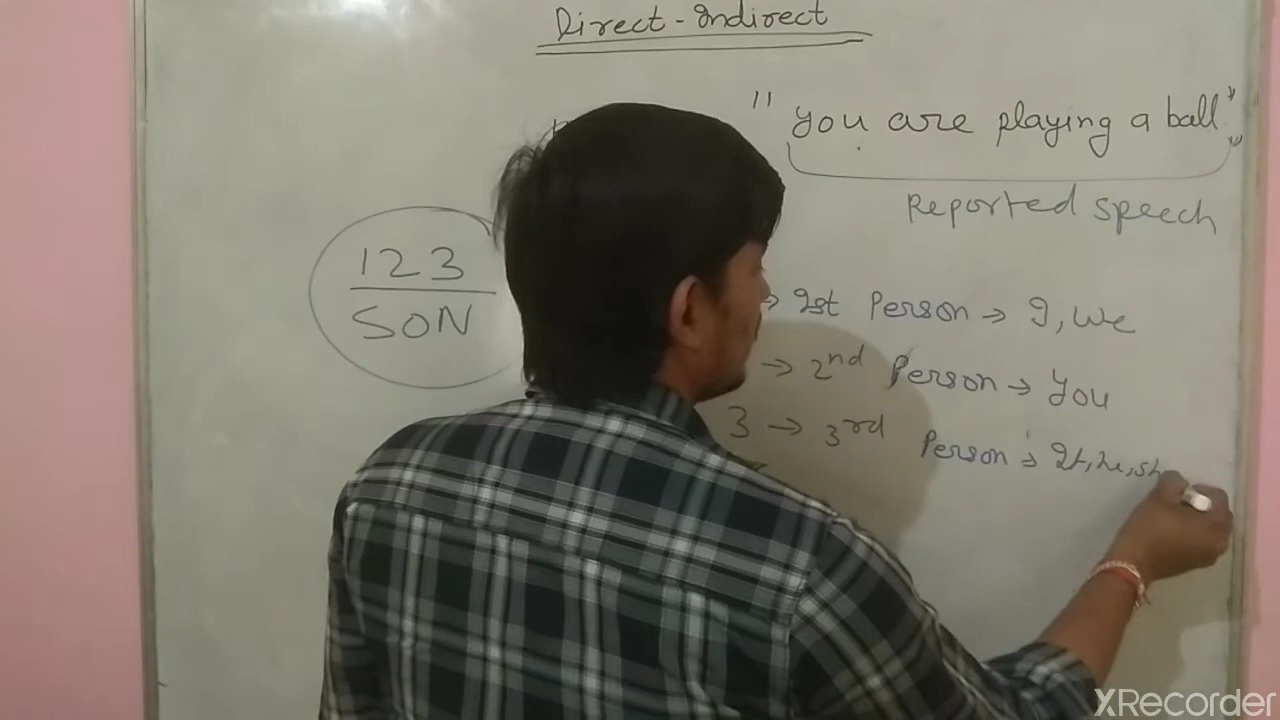 Direct - Indirect
" you are playing a ball"
Reported speech
123
SON
→ 1st Person → I, we
→ 2nd Person → You
3 → 3rd Person → It, he,
XRecorder